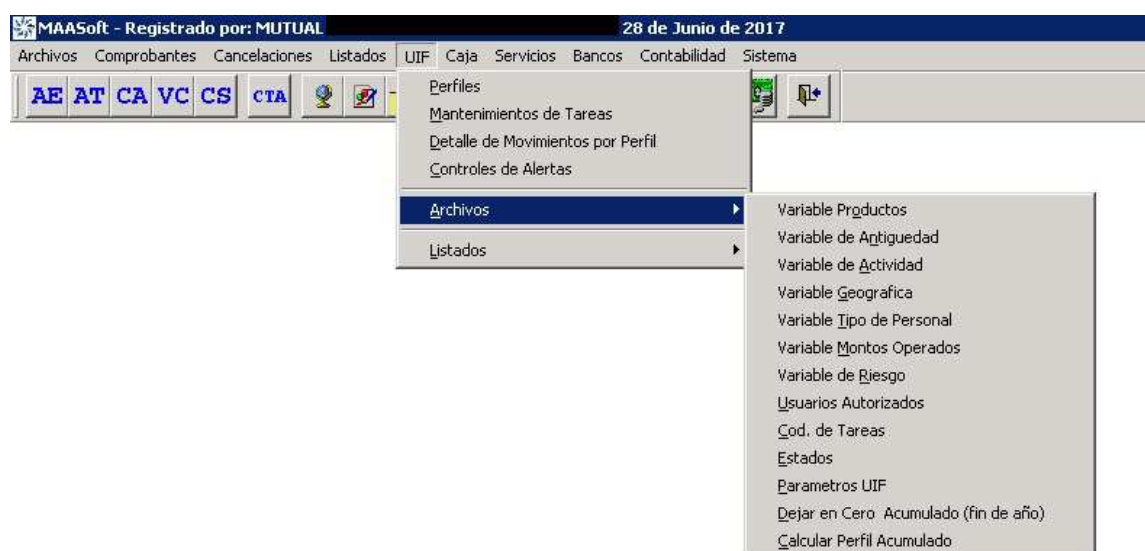 MAASoft - Registrado por: MUTUAL 28 de Junio de 2017
Archivos Comprobantes Cancelaciones Listados UIF Caja Servicios Bancos Contabilidad Sistema
AE AT CA VC CS CTA
Perfiles
Mantenimientos de Tareas
Detalle de Movimientos por Perfil
Controles de Alertas
Archivos
Listados
Variable Productos
Variable de Antiguedad
Variable de Actividad
Variable Geografica
Variable Tipo de Personal
Variable Montos Operados
Variable de Riesgo
Usuarios Autorizados
Cod. de Tareas
Estados
Parametros UIF
Dejar en Cero Acumulado (fin de año)
Calcular Perfil Acumulado